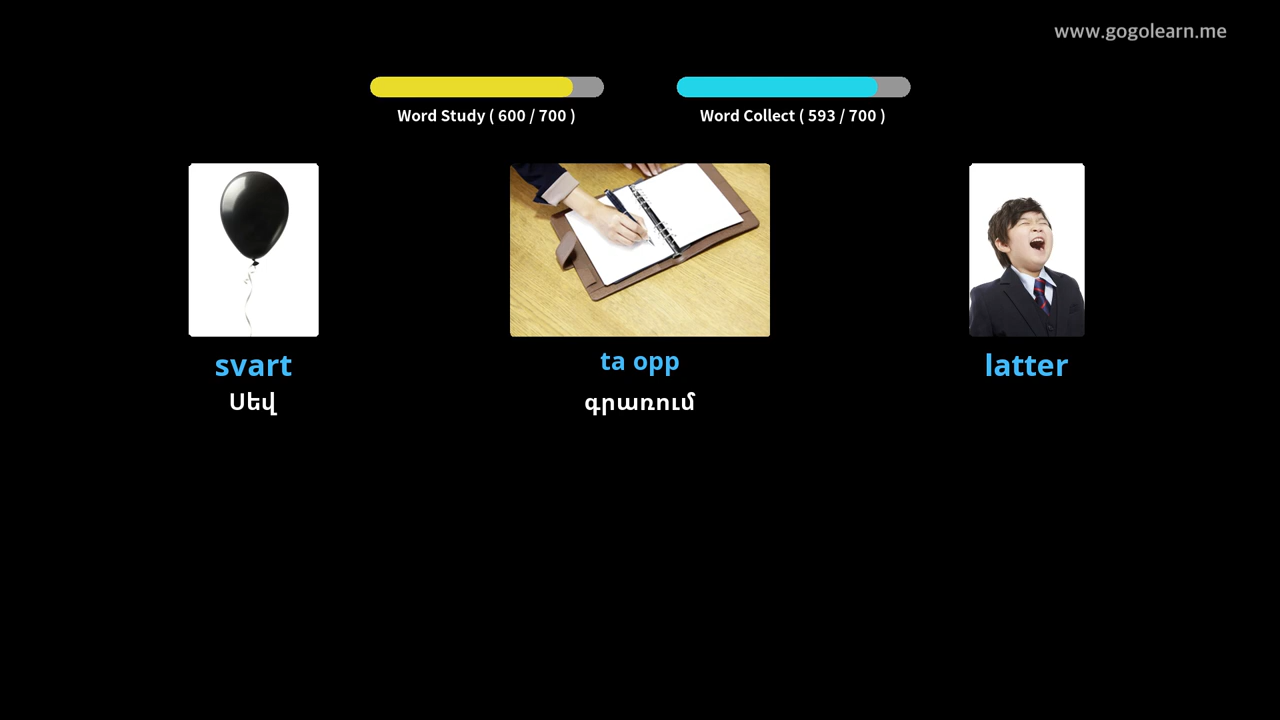 www.gogolearn.me
Word Study ( 600 / 700 )
Word Collect ( 593 / 700 )
svart
ta opp
latter
Սեվ
գրառում